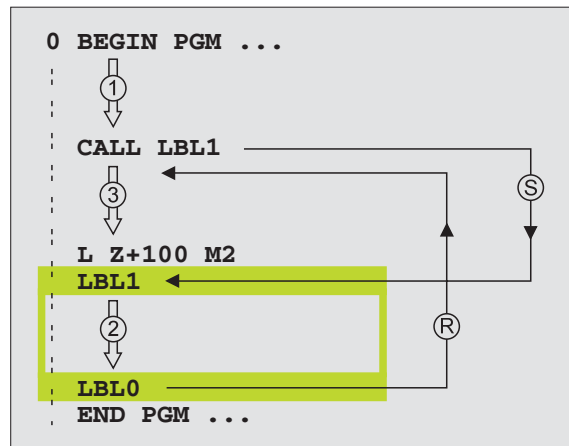 0 BEGIN PGM ...
1
CALL LBL1
S
3
L Z+100 M2
LBL1
2
R
LBL0
END PGM ...